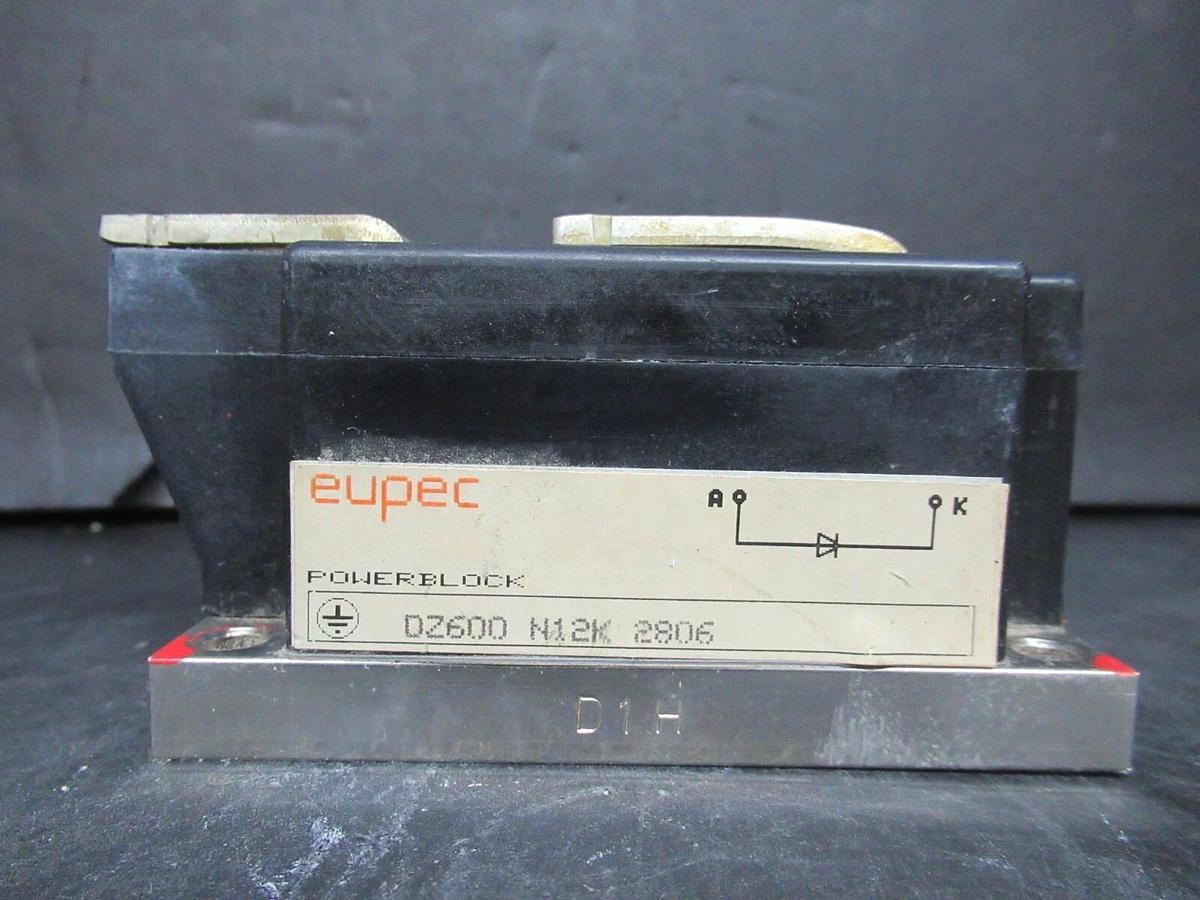 eupec
A K
POWERBLOCK
DZ600 N12K 2806
D1H